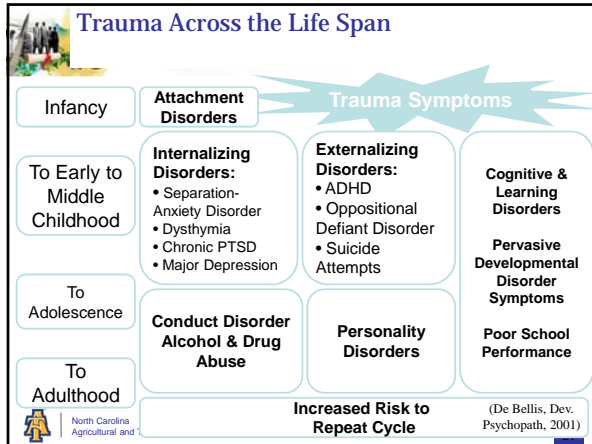 Trauma Across the Life Span
Trauma Symptoms
Infancy
Attachment
Disorders
To Early to
Middle
Childhood
Internalizing
Disorders:
• Separation-
Anxiety Disorder
• Dysthymia
• Chronic PTSD
• Major Depression
Externalizing
Disorders:
• ADHD
• Oppositional
Defiant Disorder
• Suicide
Attempts
Cognitive &
Learning
Disorders
Pervasive
Developmental
Disorder
Symptoms
Poor School
Performance
To
Adolescence
Conduct Disorder
Alcohol & Drug
Abuse
Personality
Disorders
To
Adulthood
Increased Risk to
Repeat Cycle
(De Bellis, Dev.
Psychopath, 2001)
North Carolina
Agricultural and